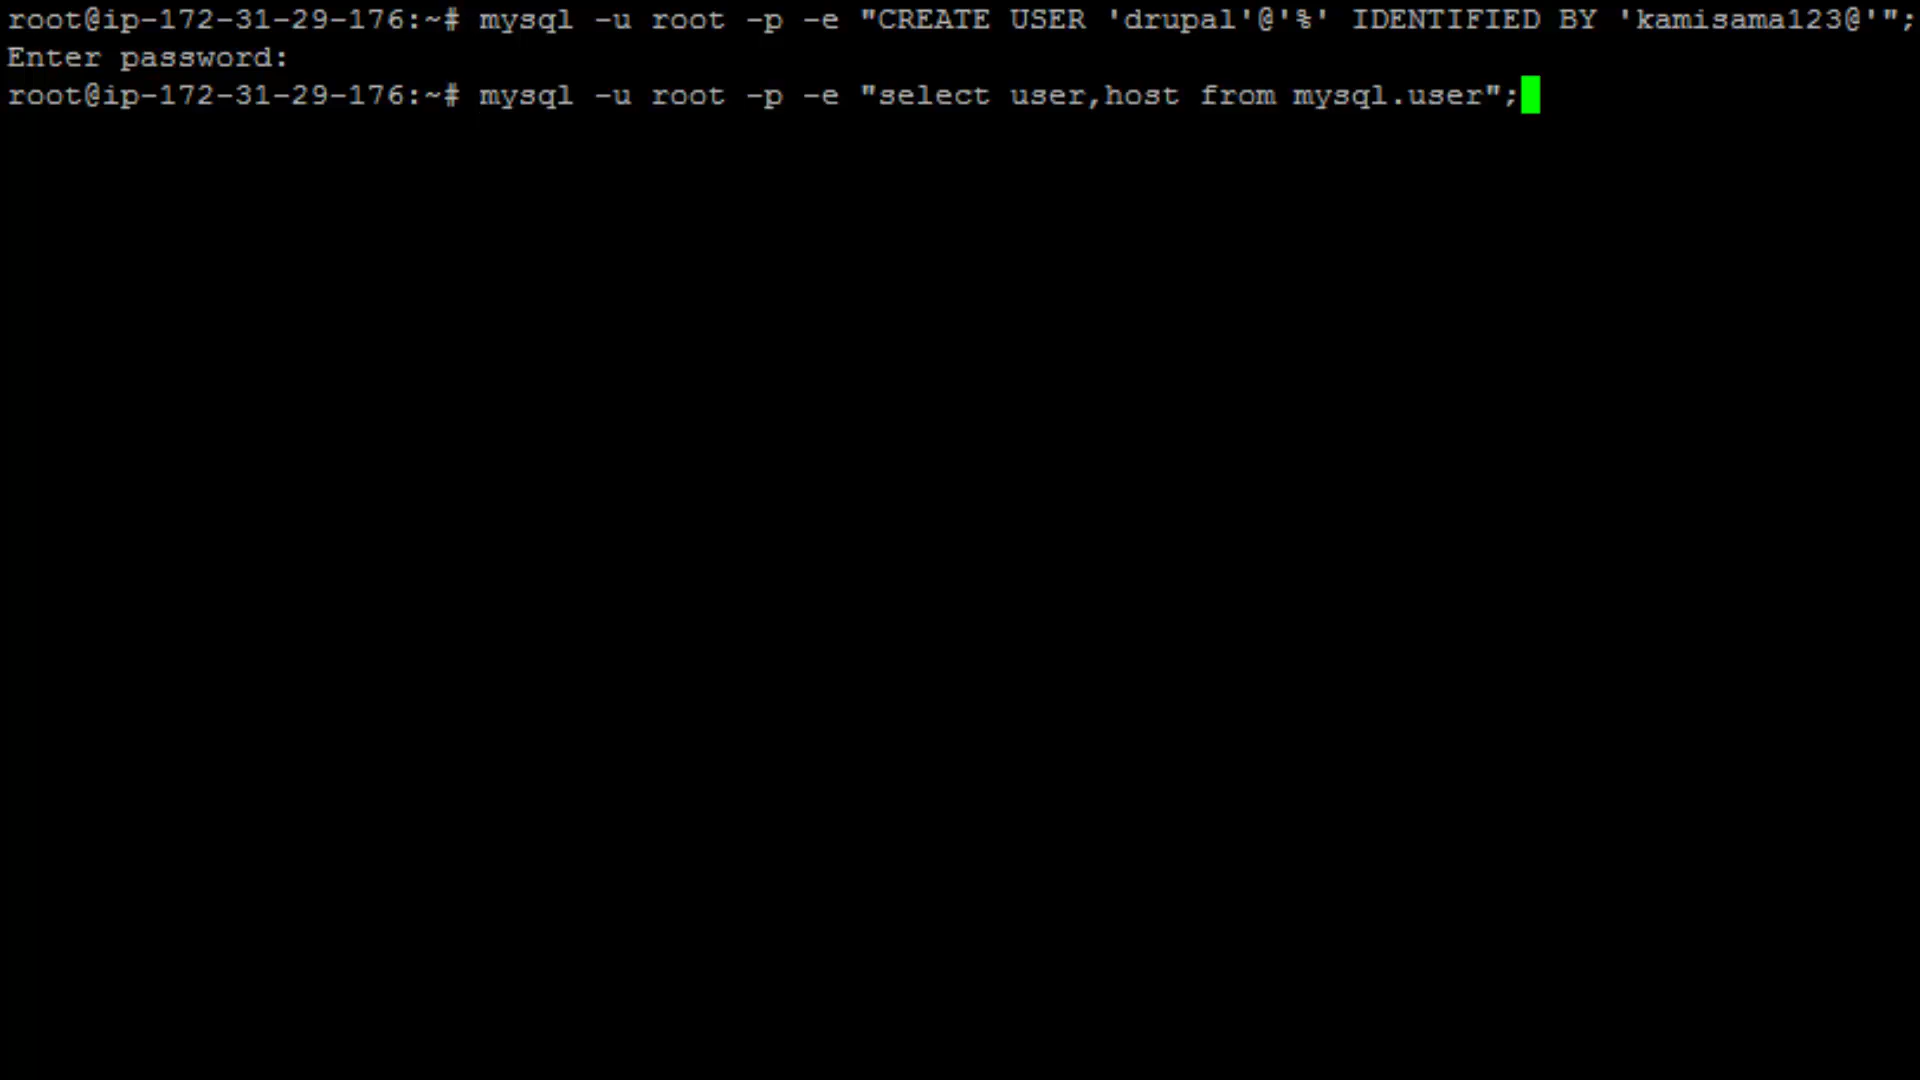 root@ip-172-31-29-176:~# mysql -u root -p -e "CREATE USER 'drupal'@'%' IDENTIFIED BY 'kamisama123@'";
Enter password:
root@ip-172-31-29-176:~# mysql -u root -p -e "select user,host from mysql.user";